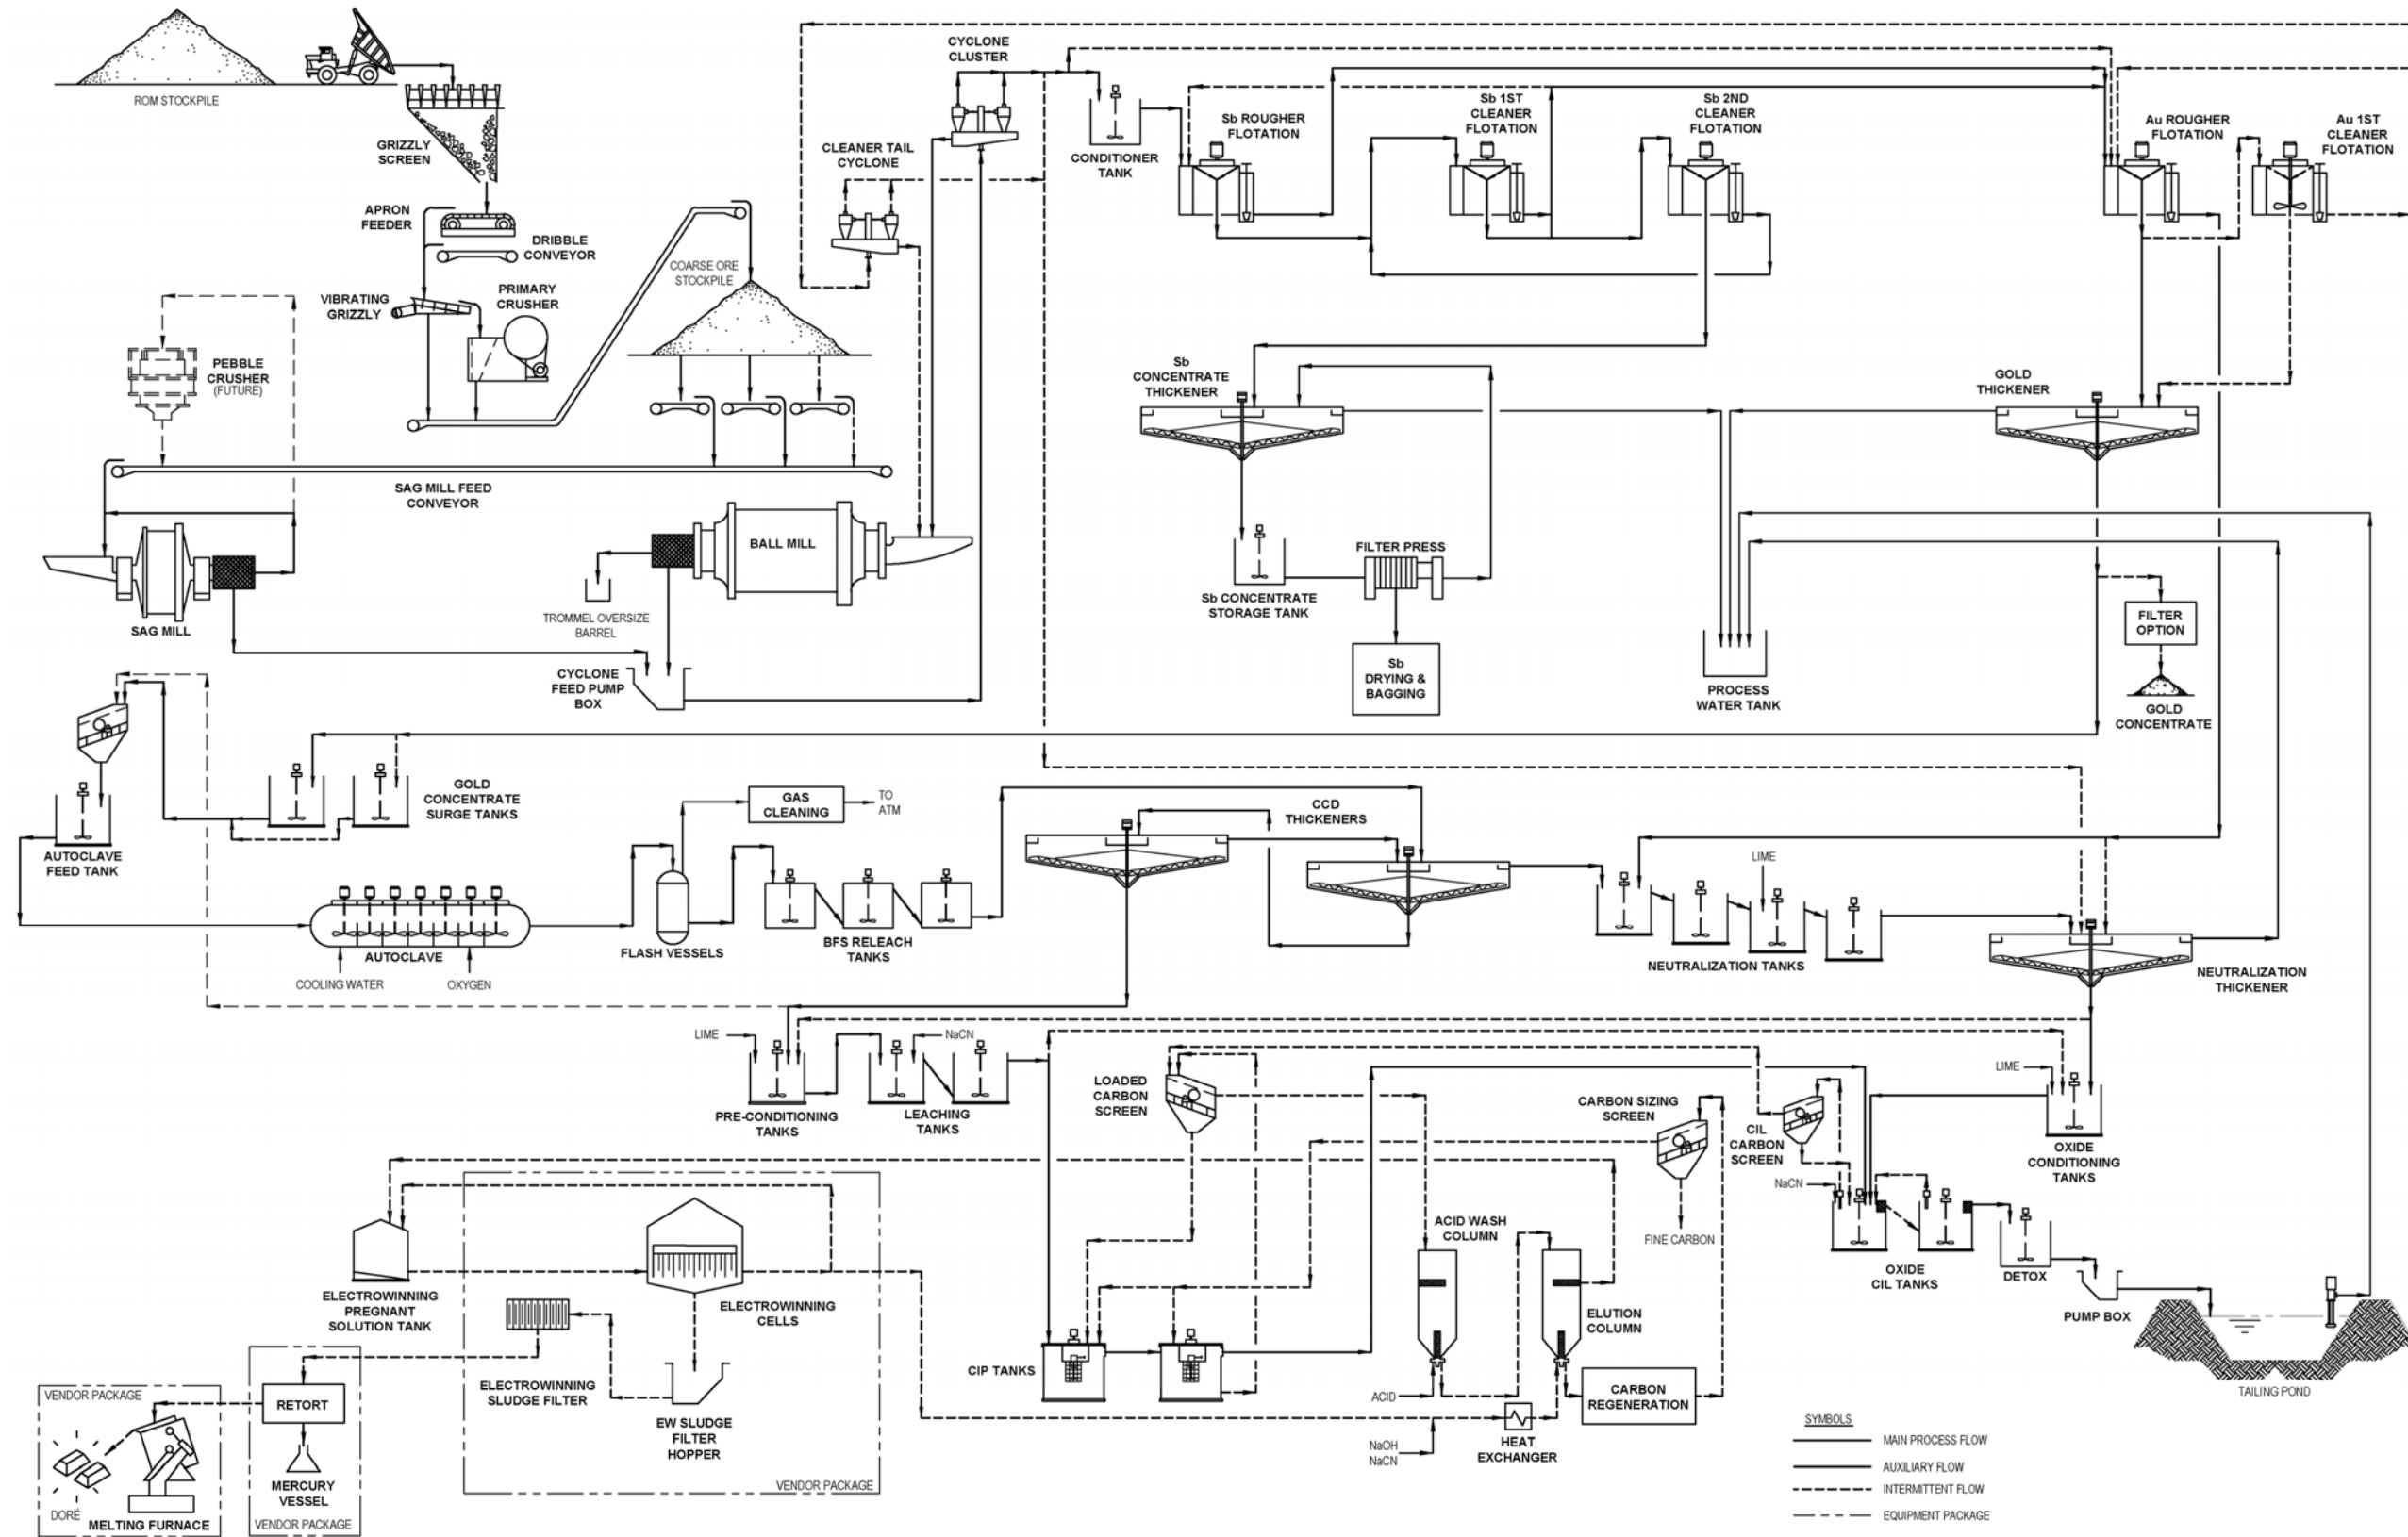 ROM STOCKPILE
GRIZZLY
SCREEN
APRON
FEEDER
DRIBBLE
CONVEYOR
VIBRATING
GRIZZLY
PRIMARY
CRUSHER
PEBBLE
CRUSHER
(FUTURE)
COARSE ORE
STOCKPILE
SAG MILL FEED
CONVEYOR
SAG MILL
BALL MILL
TROMMEL OVERSIZE
BARREL
CYCLONE
FEED PUMP
BOX
CLEANER TAIL
CYCLONE
CYCLONE
CLUSTER
CONDITIONER
TANK
Sb ROUGHER
FLOTATION
Sb 1ST
CLEANER
FLOTATION
Sb 2ND
CLEANER
FLOTATION
Au ROUGHER
FLOTATION
Au 1ST
CLEANER
FLOTATION
Sb
CONCENTRATE
THICKENER
GOLD
THICKENER
Sb CONCENTRATE
STORAGE TANK
FILTER PRESS
Sb
DRYING &
BAGGING
PROCESS
WATER TANK
FILTER
OPTION
GOLD
CONCENTRATE
AUTOCLAVE
FEED TANK
GOLD
CONCENTRATE
SURGE TANKS
GAS
CLEANING
TO
ATM
AUTOCLAVE
COOLING WATER
OXYGEN
FLASH VESSELS
BFS RELEACH
TANKS
CCD
THICKENERS
LIME
NEUTRALIZATION TANKS
NEUTRALIZATION
THICKENER
LIME
PRE-CONDITIONING
TANKS
NaCN
LEACHING
TANKS
LOADED
CARBON
SCREEN
CARBON SIZING
SCREEN
FINE CARBON
CIL
CARBON
SCREEN
LIME
OXIDE
CONDITIONING
TANKS
NaCN
OXIDE
CIL TANKS
DETOX
PUMP BOX
TAILING POND
ELECTROWINNING
PREGNANT
SOLUTION TANK
ELECTROWINNING
CELLS
ELECTROWINNING
SLUDGE FILTER
EW SLUDGE
FILTER
HOPPER
VENDOR PACKAGE
CIP TANKS
ACID WASH
COLUMN
ACID
ELUTION
COLUMN
CARBON
REGENERATION
NaOH
NaCN
HEAT
EXCHANGER
VENDOR PACKAGE
DORÉ
MELTING FURNACE
RETORT
MERCURY
VESSEL
VENDOR PACKAGE
SYMBOLS
MAIN PROCESS FLOW
AUXILIARY FLOW
INTERMITTENT FLOW
EQUIPMENT PACKAGE